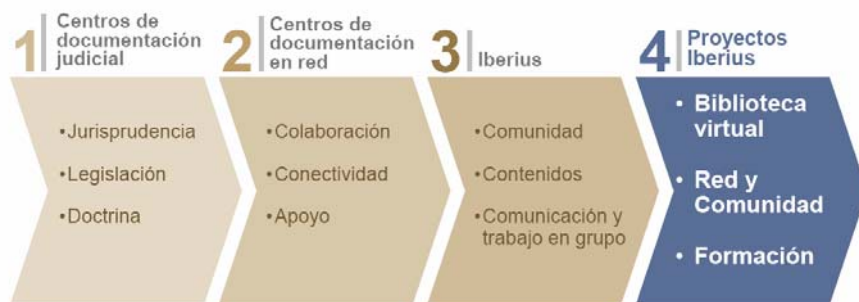 1
Centros de
documentación
judicial
•Jurisprudencia
•Legislación
•Doctrina
2
Centros de
documentación
en red
•Colaboración
•Conectividad
•Apoyo
3
Iberius
•Comunidad
•Contenidos
•Comunicación y
trabajo en grupo
4
Proyectos
Iberius
• Biblioteca
virtual
• Red y
Comunidad
• Formación